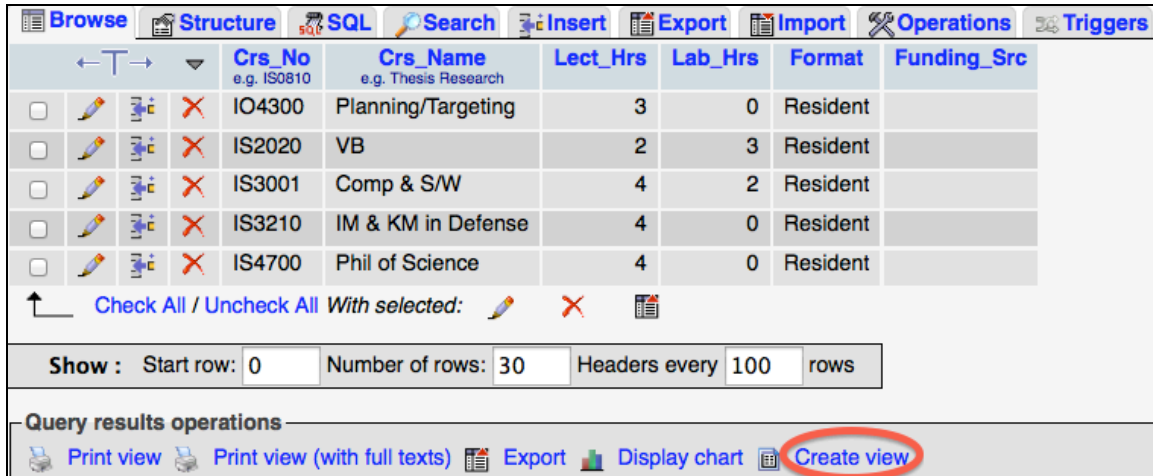 Browse Structure SQL Search Insert Export Import Operations Triggers
←T→ Crs_No Crs_Name Lect_Hrs Lab_Hrs Format Funding_Src
e.g. IS0810 e.g. Thesis Research
IO4300 Planning/Targeting 3 0 Resident
IS2020 VB 2 3 Resident
IS3001 Comp & S/W 4 2 Resident
IS3210 IM & KM in Defense 4 0 Resident
IS4700 Phil of Science 4 0 Resident
Check All / Uncheck All With selected:
Show : Start row: 0 Number of rows: 30 Headers every 100 rows
Query results operations
Print view Print view (with full texts) Export Display chart Create view